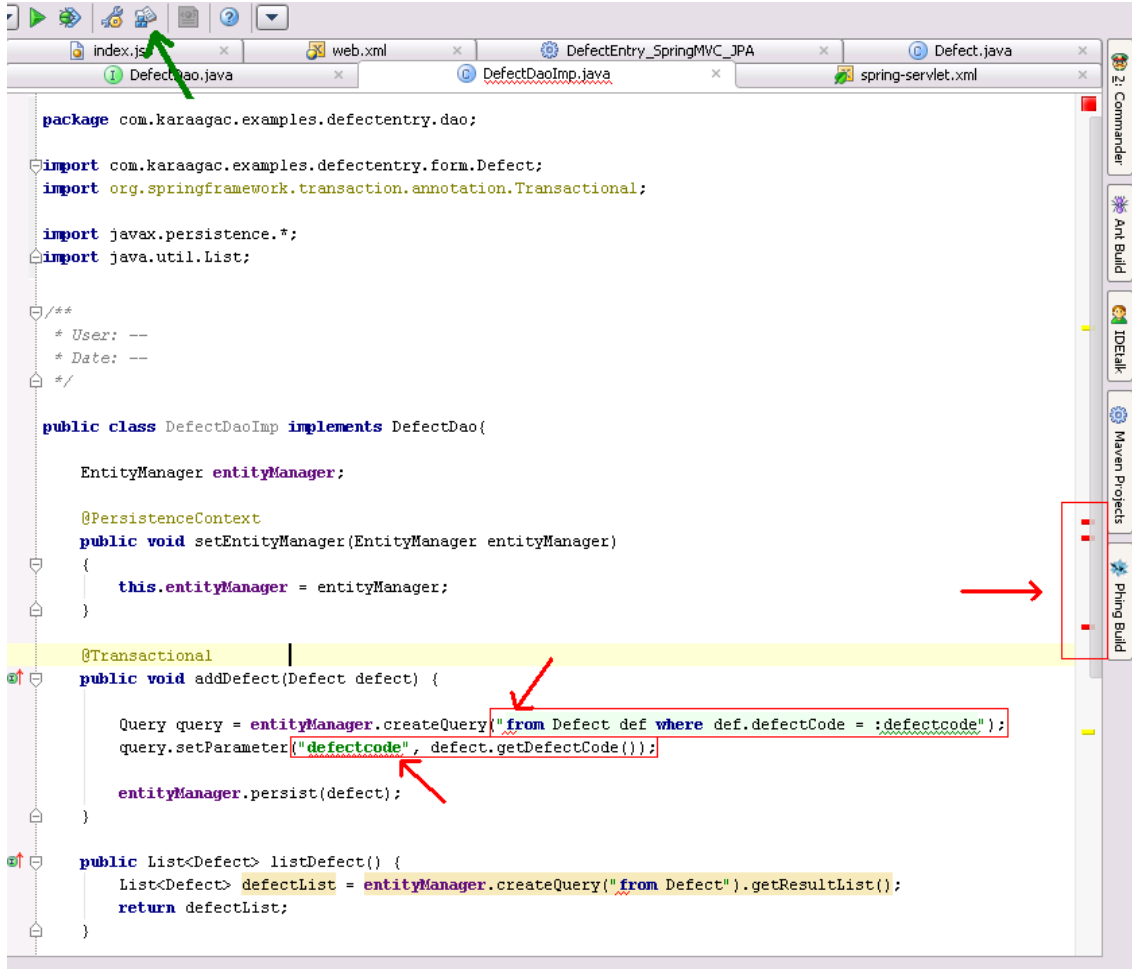 index.js
web.xml
DefectEntry_SpringMVC_JPA
Defect.java
DefectDao.java
DefectDaoImp.java
spring-servlet.xml
package com.karaagac.examples.defectentry.dao;
import com.karaagac.examples.defectentry.form.Defect;
import org.springframework.transaction.annotation.Transactional;
import javax.persistence.*;
import java.util.List;
/**
* User: --
* Date: --
*/
public class DefectDaoImp implements DefectDao{
EntityManager entityManager;
@PersistenceContext
public void setEntityManager(EntityManager entityManager)
{
this.entityManager = entityManager;
}
@Transactional
public void addDefect(Defect defect) {
Query query = entityManager.createQuery("from Defect def where def.defectCode = :defectcode");
query.setParameter("defectcode", defect.getDefectCode());
entityManager.persist(defect);
}
public List<Defect> listDefect() {
List<Defect> defectList = entityManager.createQuery("from Defect").getResultList();
return defectList;
}
2: Commander
Ant Build
IDEtalk
Maven Projects
Phing Build